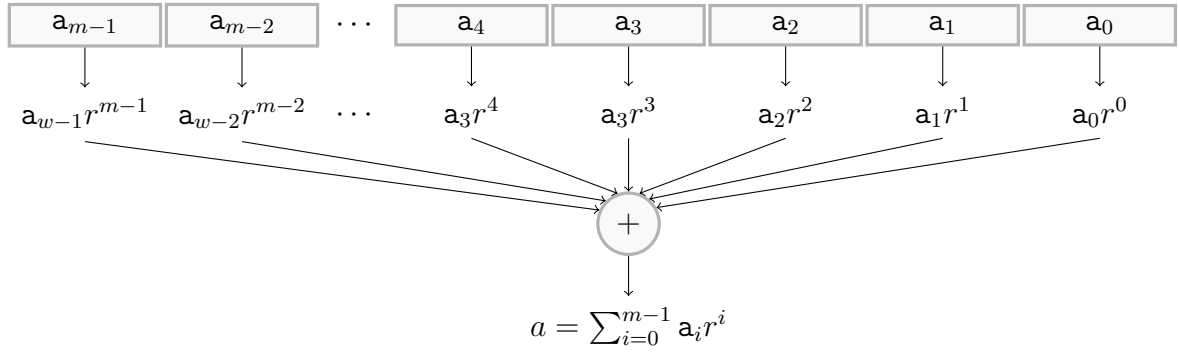 a_{m−1} a_{m−2} ⋯ a_4 a_3 a_2 a_1 a_0
a_{w−1}r^{m−1} a_{w−2}r^{m−2} ⋯ a_3r^4 a_3r^3 a_2r^2 a_1r^1 a_0r^0
+
a = ∑_{i=0}^{m−1} a_i r^i